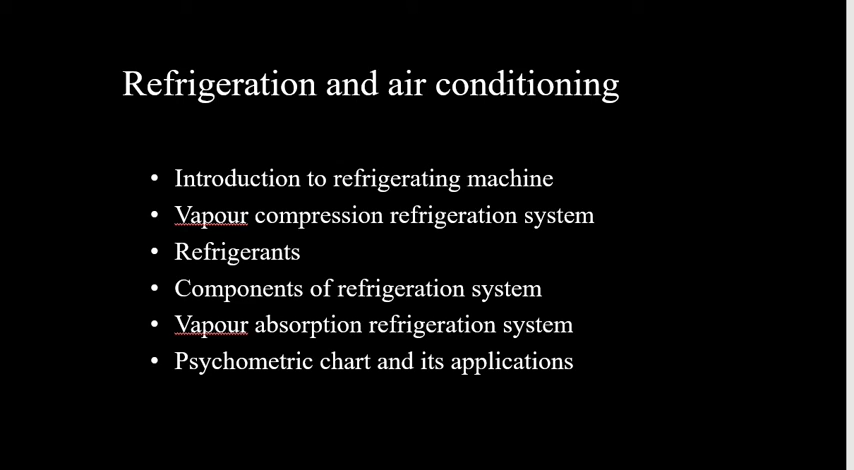 Refrigeration and air conditioning
• Introduction to refrigerating machine
• Vapour compression refrigeration system
• Refrigerants
• Components of refrigeration system
• Vapour absorption refrigeration system
• Psychometric chart and its applications